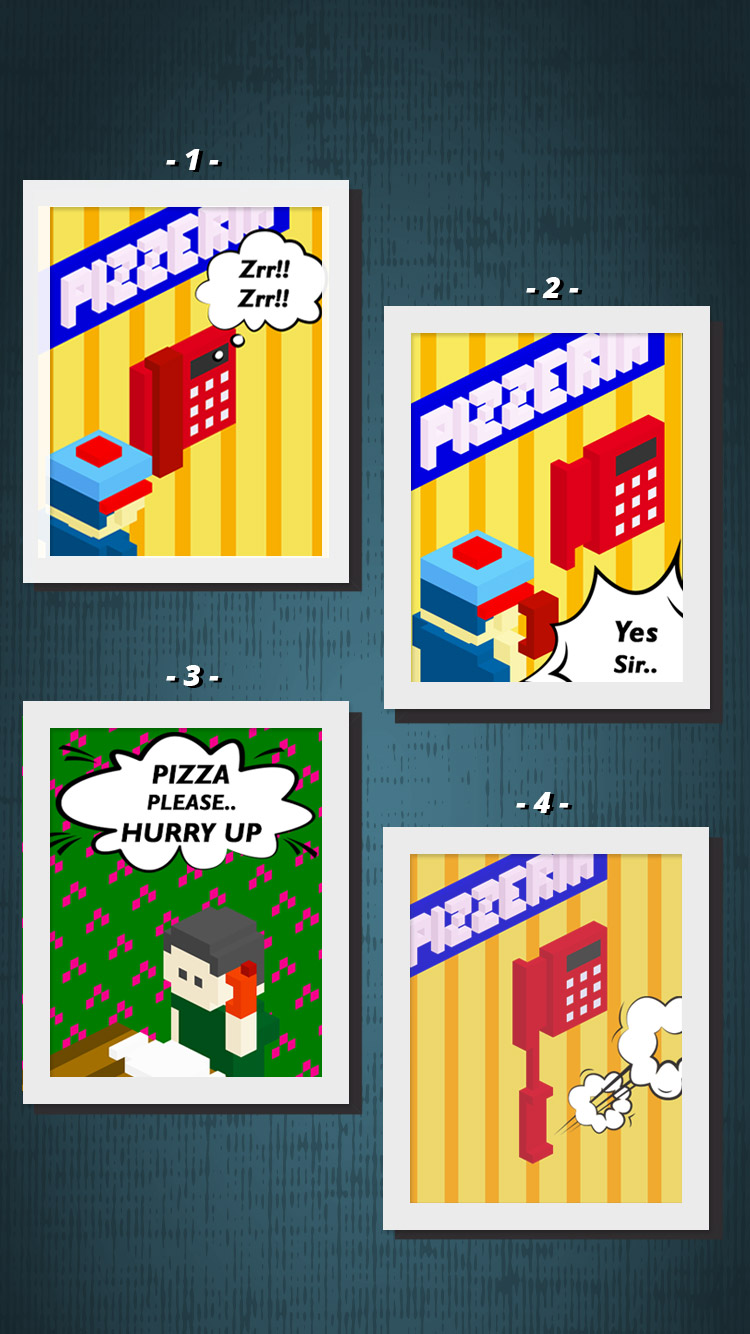 - 1 -
PIZZERIA
Zrr!!
Zrr!!
- 2 -
PIZZERIA
Yes
Sir..
- 3 -
PIZZA
PLEASE..
HURRY UP
- 4 -
PIZZERIA